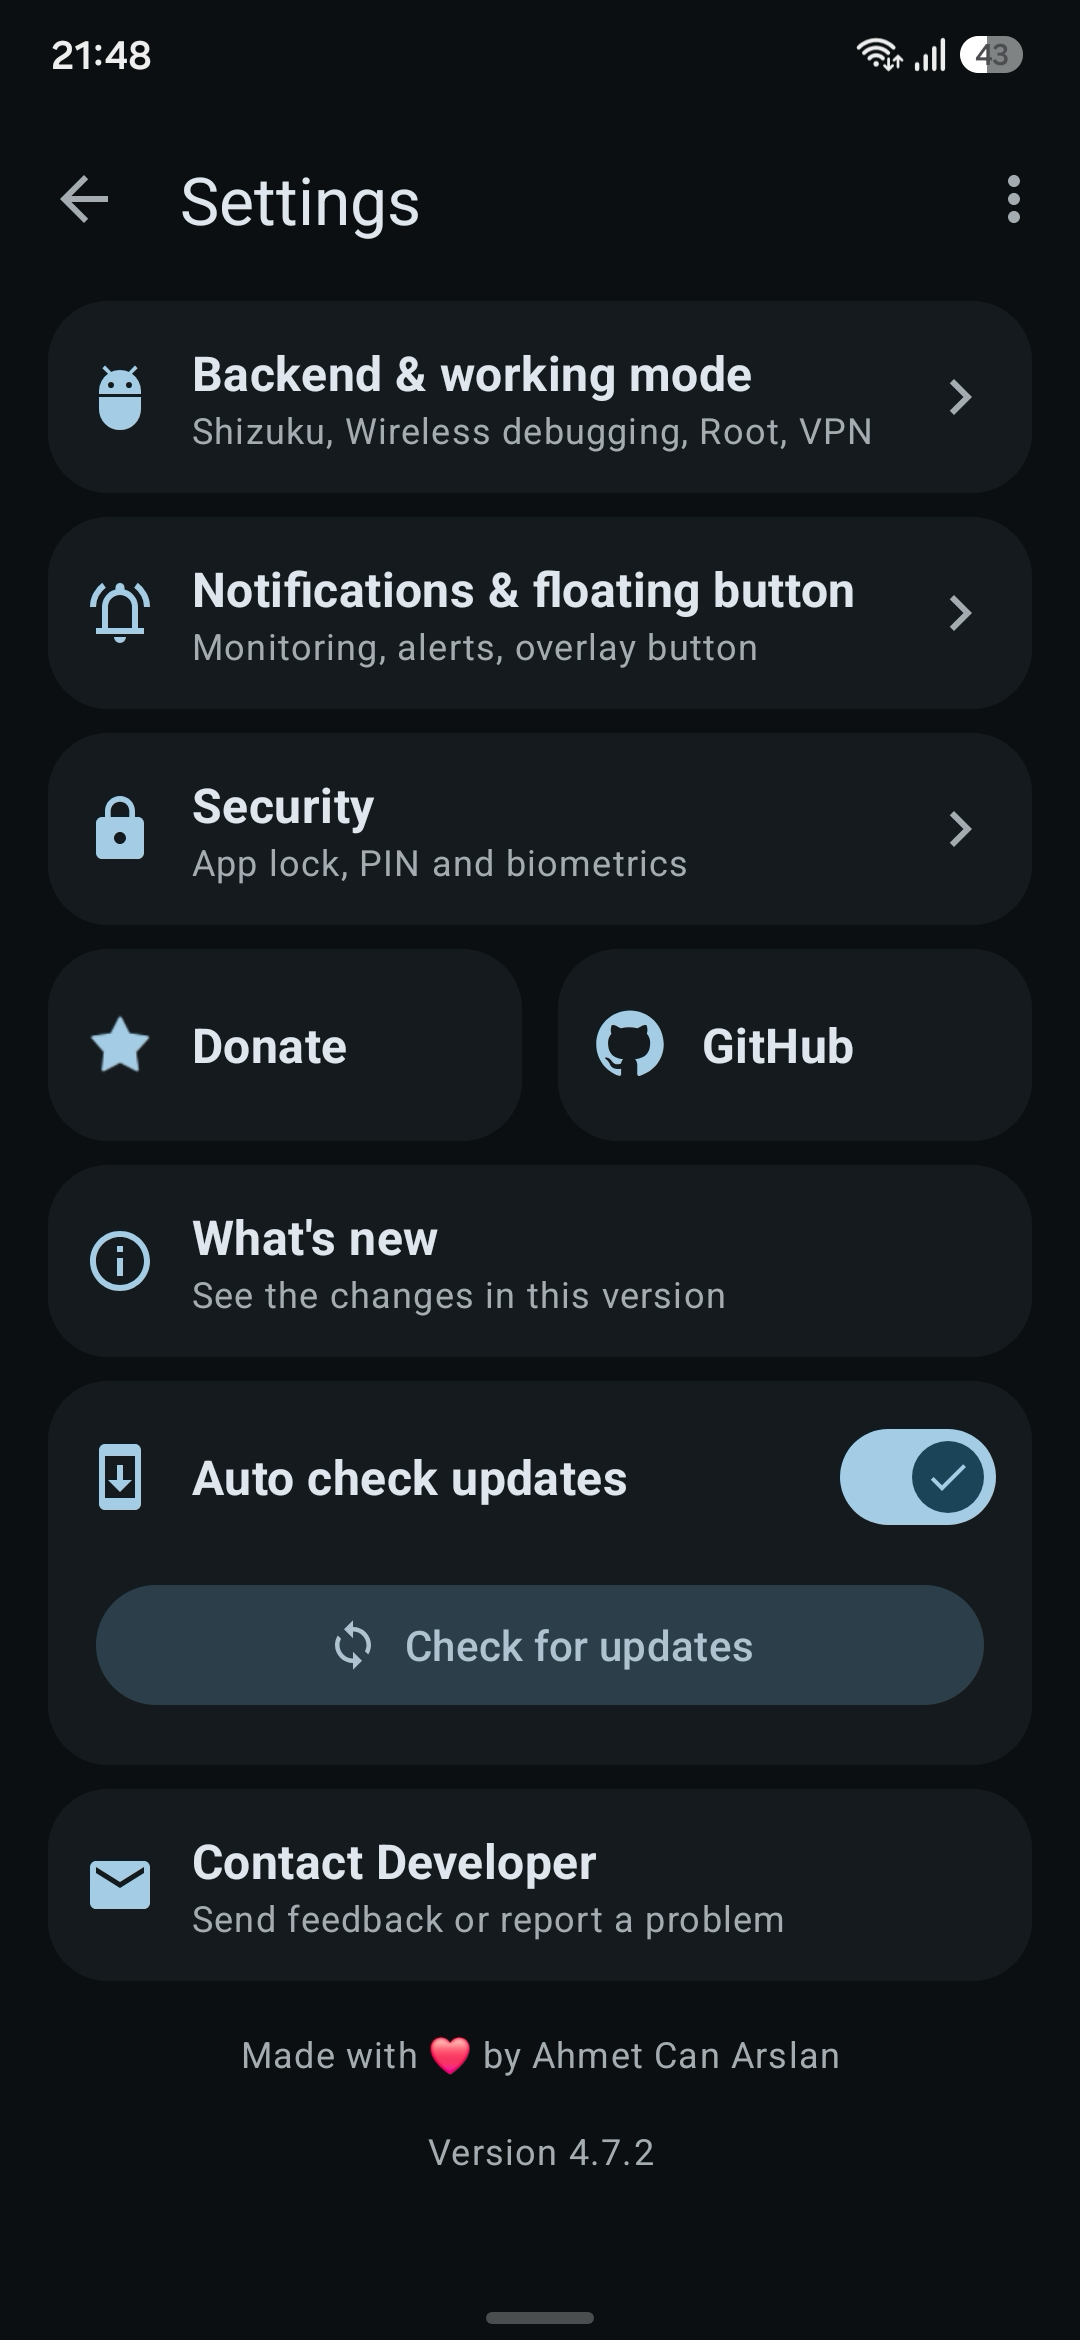 21:48
43
Settings
Backend & working mode
Shizuku, Wireless debugging, Root, VPN
Notifications & floating button
Monitoring, alerts, overlay button
Security
App lock, PIN and biometrics
Donate
GitHub
What's new
See the changes in this version
Auto check updates
Check for updates
Contact Developer
Send feedback or report a problem
Made with ❤️ by Ahmet Can Arslan
Version 4.7.2